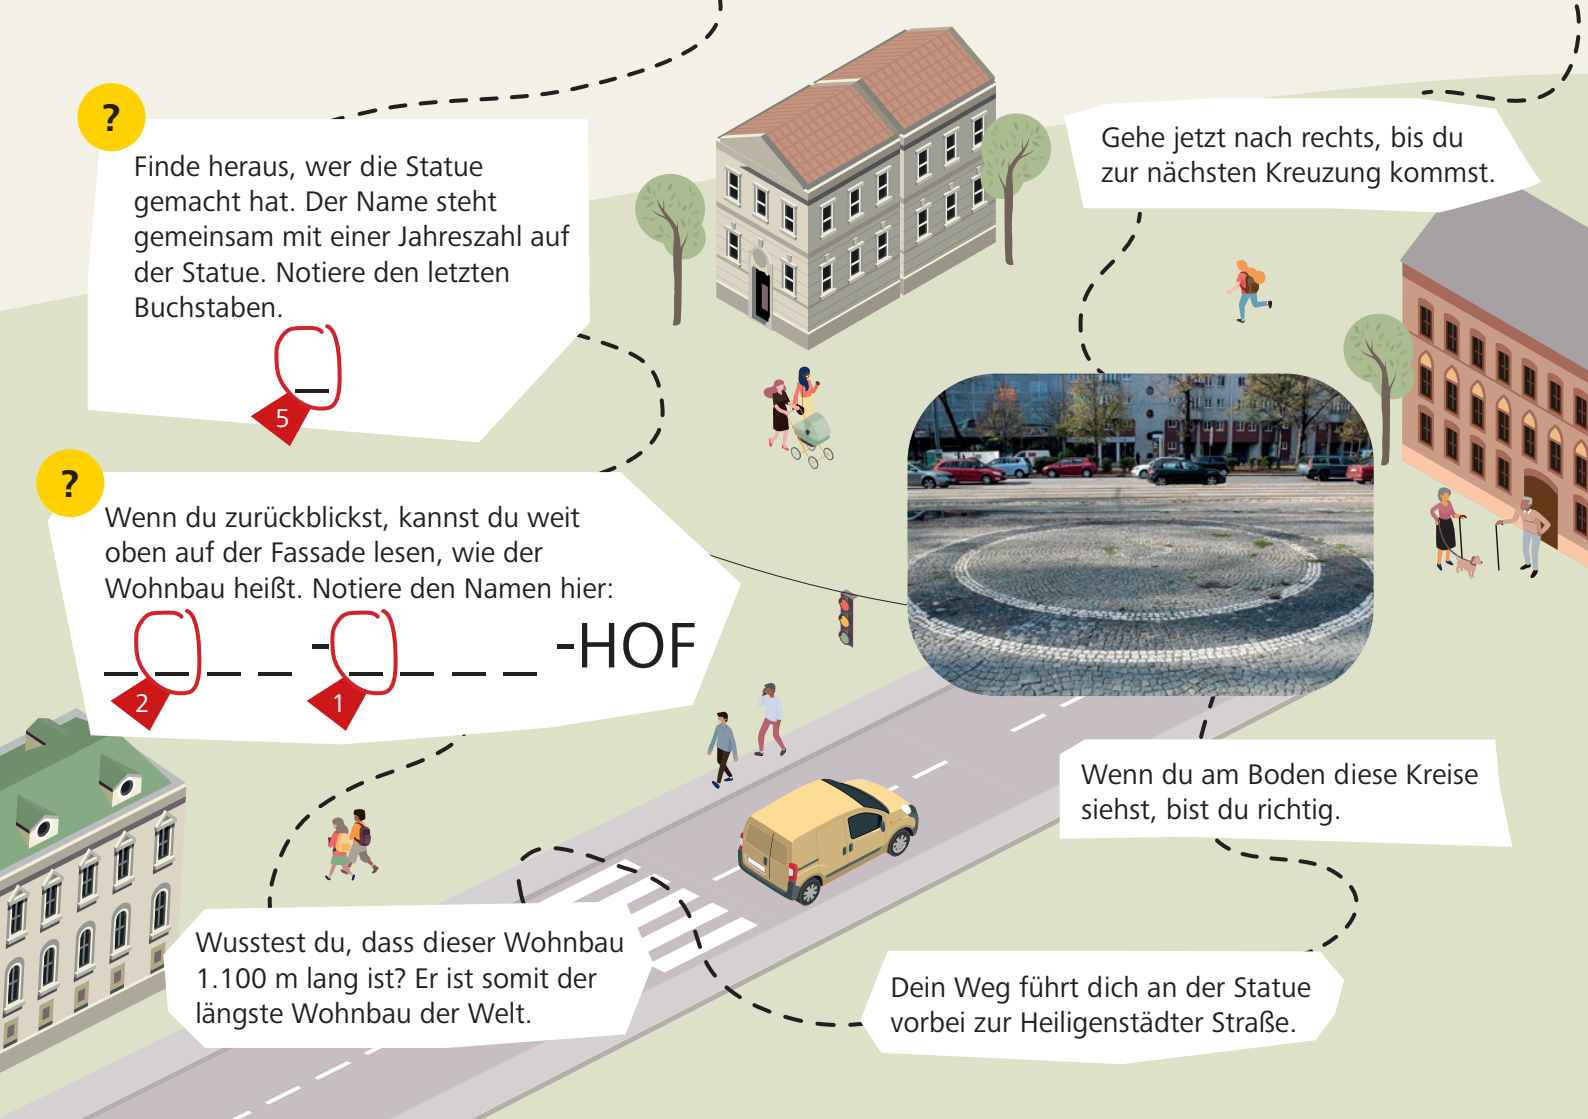 ?
Finde heraus, wer die Statue
gemacht hat. Der Name steht
gemeinsam mit einer Jahreszahl auf
der Statue. Notiere den letzten
Buchstaben.
_
5
?
Wenn du zurückblickst, kannst du weit
oben auf der Fassade lesen, wie der
Wohnbau heißt. Notiere den Namen hier:
_ _ _ _ -_ _ _ _ -HOF
2 1
Wusstest du, dass dieser Wohnbau
1.100 m lang ist? Er ist somit der
längste Wohnbau der Welt.
Gehe jetzt nach rechts, bis du
zur nächsten Kreuzung kommst.
Wenn du am Boden diese Kreise
siehst, bist du richtig.
Dein Weg führt dich an der Statue
vorbei zur Heiligenstädter Straße.